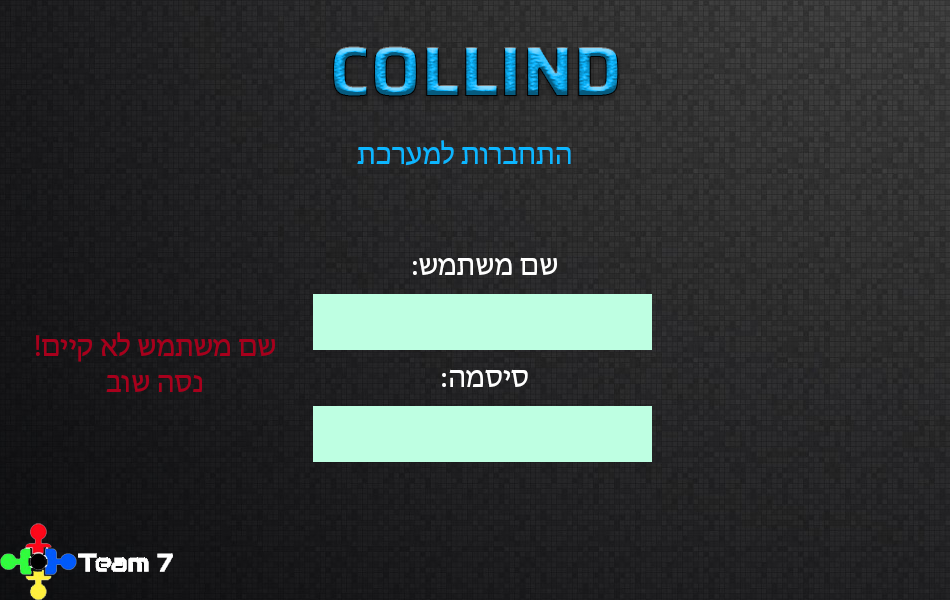 COLLIND
התחברות למערכת
שם משתמש:
שם משתמש לא קיים!
נסה שוב
סיסמה:
Team 7